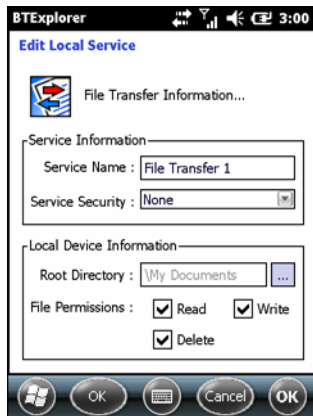 BTExplorer 3:00
Edit Local Service
File Transfer Information...
Service Information
Service Name : File Transfer 1
Service Security : None
Local Device Information
Root Directory : \My Documents ...
File Permissions : Read Write
Delete
OK Cancel OK